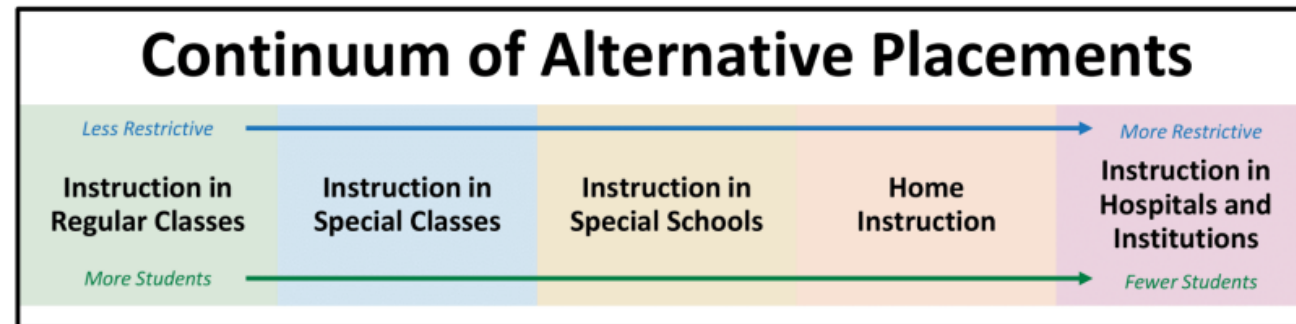 Continuum of Alternative Placements
Less Restrictive
More Restrictive
Instruction in
Regular Classes
Instruction in
Special Classes
Instruction in
Special Schools
Home
Instruction
Instruction in
Hospitals and
Institutions
More Students
Fewer Students